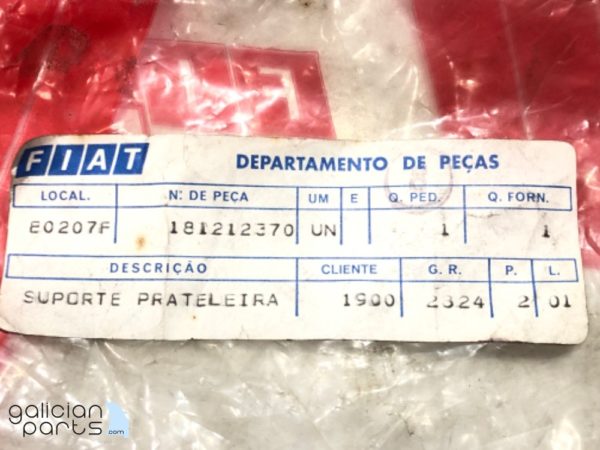 FIAT DEPARTAMENTO DE PEÇAS
LOCAL. Nº DE PEÇA UM E Q. PED. Q. FORN.
E0207F 181212370 UN 1 1
DESCRIÇÃO CLIENTE G. R. P. L.
SUPORTE PRATELEIRA 1900 2324 2 01
galician
parts.com